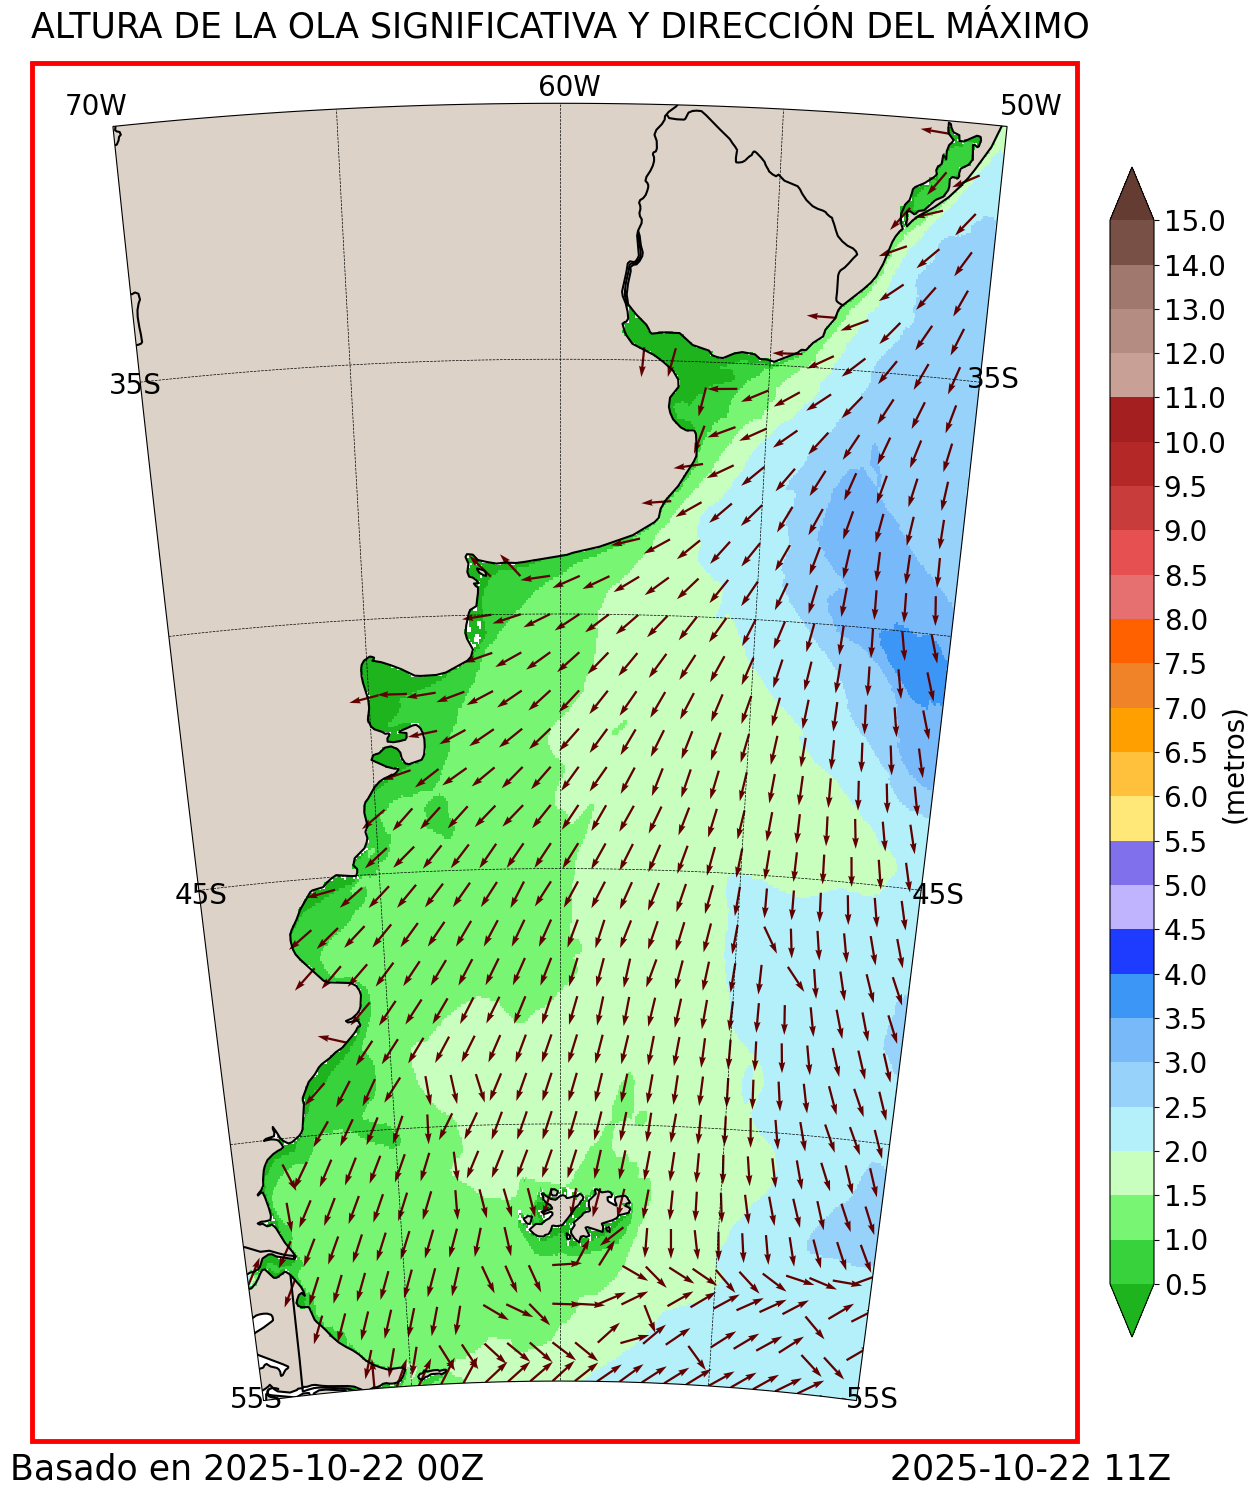 ALTURA DE LA OLA SIGNIFICATIVA Y DIRECCIÓN DEL MÁXIMO
70W
60W
50W
35S
35S
45S
45S
55S
55S
15.0
14.0
13.0
12.0
11.0
10.0
9.5
9.0
8.5
8.0
7.5
7.0
6.5
6.0
5.5
5.0
4.5
4.0
3.5
3.0
2.5
2.0
1.5
1.0
0.5
(metros)
Basado en 2025-10-22 00Z
2025-10-22 11Z